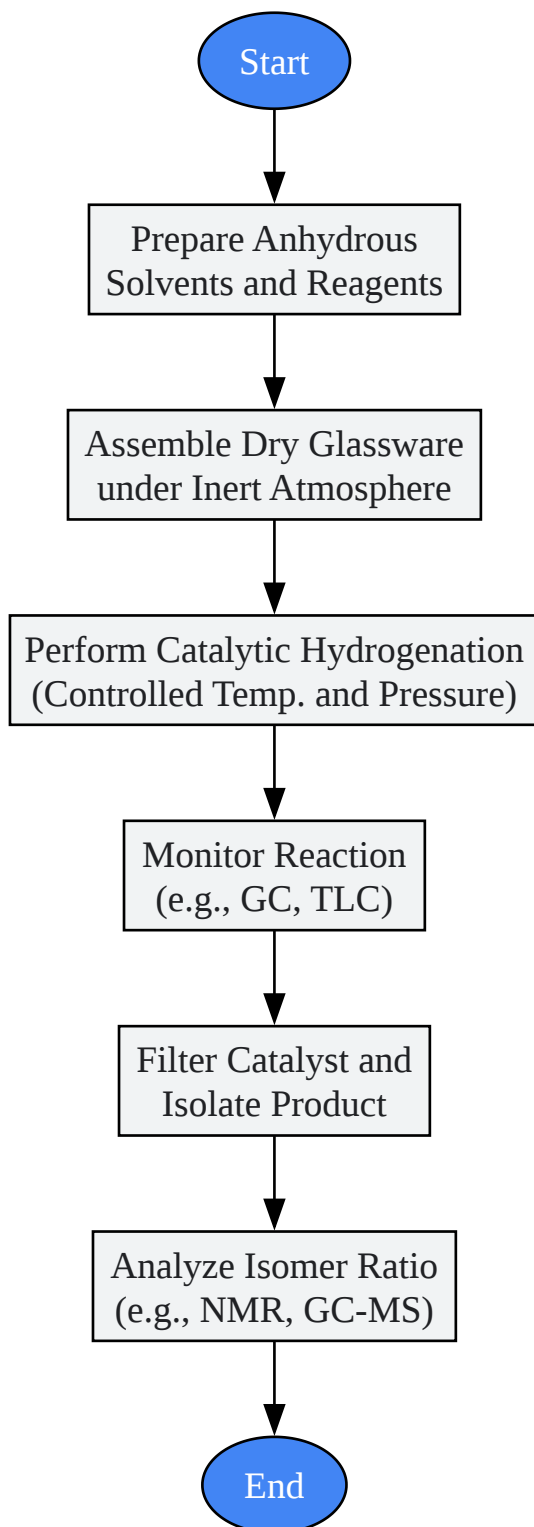 Start
Prepare Anhydrous
Solvents and Reagents
Assemble Dry Glassware
under Inert Atmosphere
Perform Catalytic Hydrogenation
(Controlled Temp. and Pressure)
Monitor Reaction
(e.g., GC, TLC)
Filter Catalyst and
Isolate Product
Analyze Isomer Ratio
(e.g., NMR, GC-MS)
End